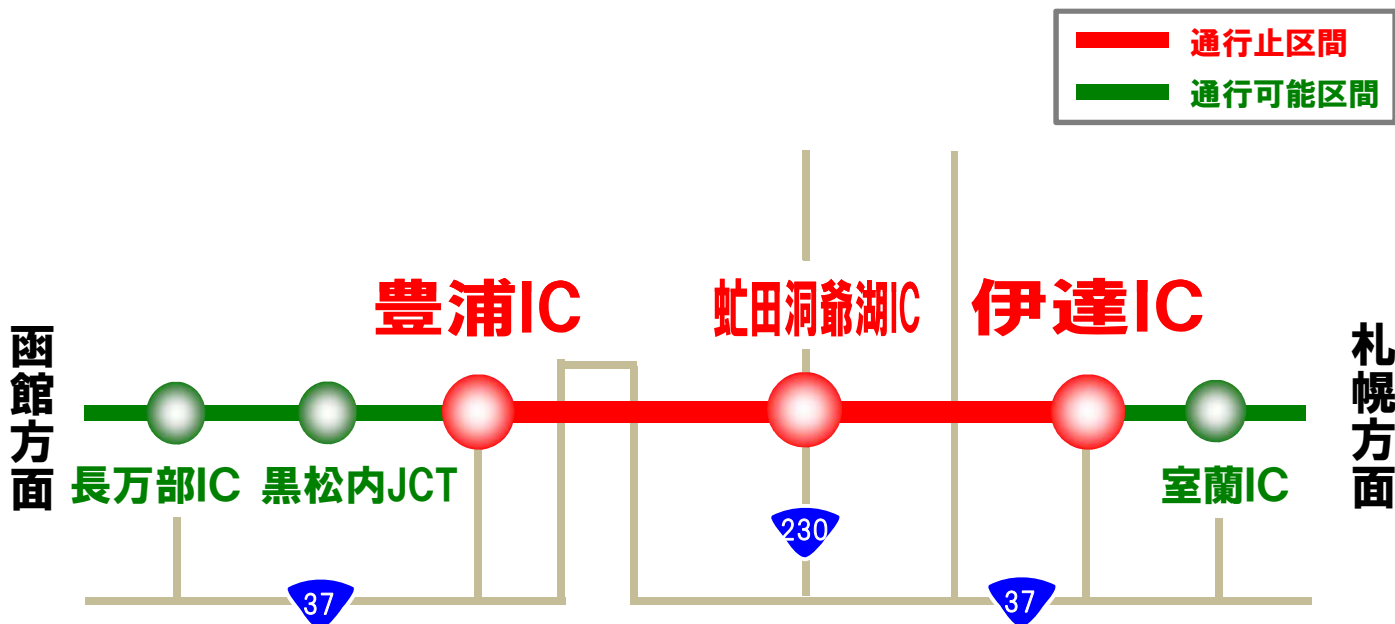 通行止区間
通行可能区間
豊浦IC
虻田洞爺湖IC
伊達IC
函館方面
札幌方面
長万部IC
黒松内JCT
室蘭IC
230
37
37